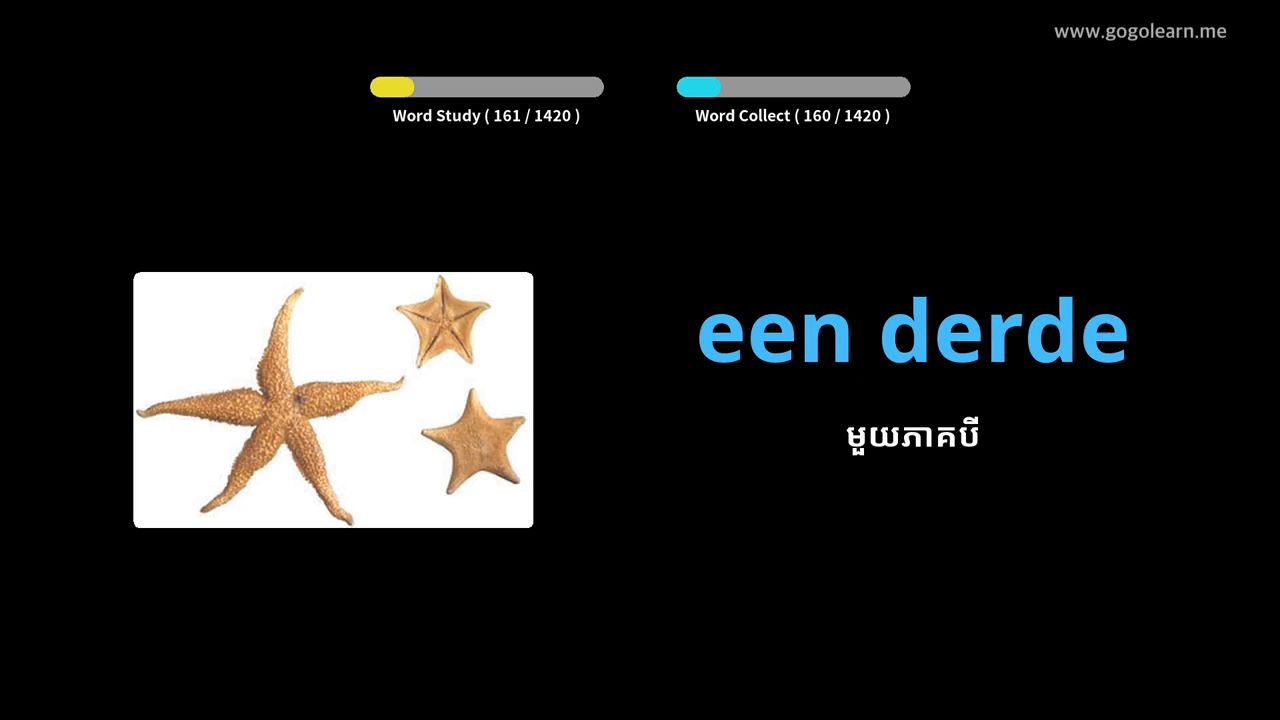 www.gogolearn.me
Word Study ( 161 / 1420 )
Word Collect ( 160 / 1420 )
een derde
មួយភាគបី